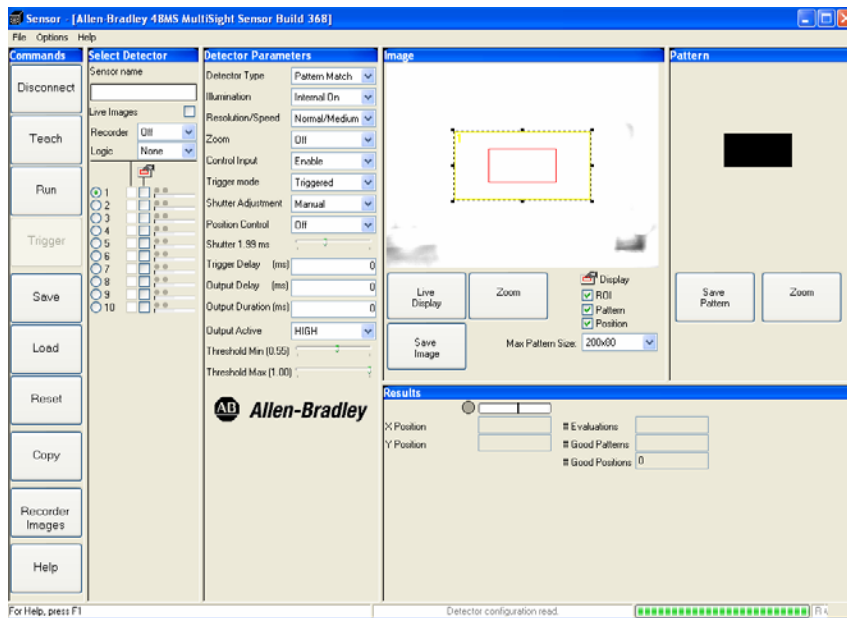 Sensor - [Allen-Bradley 48MS MultiSight Sensor Build 368]
File Options Help
Commands
Disconnect
Teach
Run
Trigger
Save
Load
Reset
Copy
Recorder
Images
Help
Select Detector
Sensor name
Live Images
Recorder Off
Logic None
1
2
3
4
5
6
7
8
9
10
Detector Parameters
Detector Type Pattern Match
Illumination Internal On
Resolution/Speed Normal/Medium
Zoom Off
Control Input Enable
Trigger mode Triggered
Shutter Adjustment Manual
Position Control Off
Shutter 1.99 ms
Trigger Delay (ms) 0
Output Delay (ms) 0
Output Duration (ms) 0
Output Active HIGH
Threshold Min (0.55)
Threshold Max (1.00)
AB Allen-Bradley
Image
1
Live
Display
Zoom
Save
Image
Display
ROI
Pattern
Position
Max Pattern Size: 200x80
Pattern
Save
Pattern
Zoom
Results
X Position
Y Position
# Evaluations
# Good Patterns
# Good Positions 0
For Help, press F1
Detector configuration read.